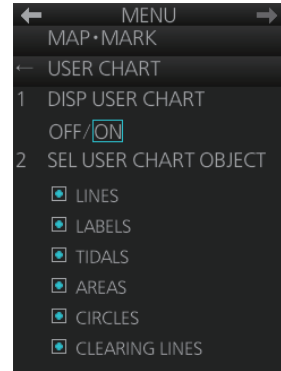 ← MENU →
MAP•MARK
← USER CHART
1 DISP USER CHART
OFF/ON
2 SEL USER CHART OBJECT
LINES
LABELS
TIDALS
AREAS
CIRCLES
CLEARING LINES